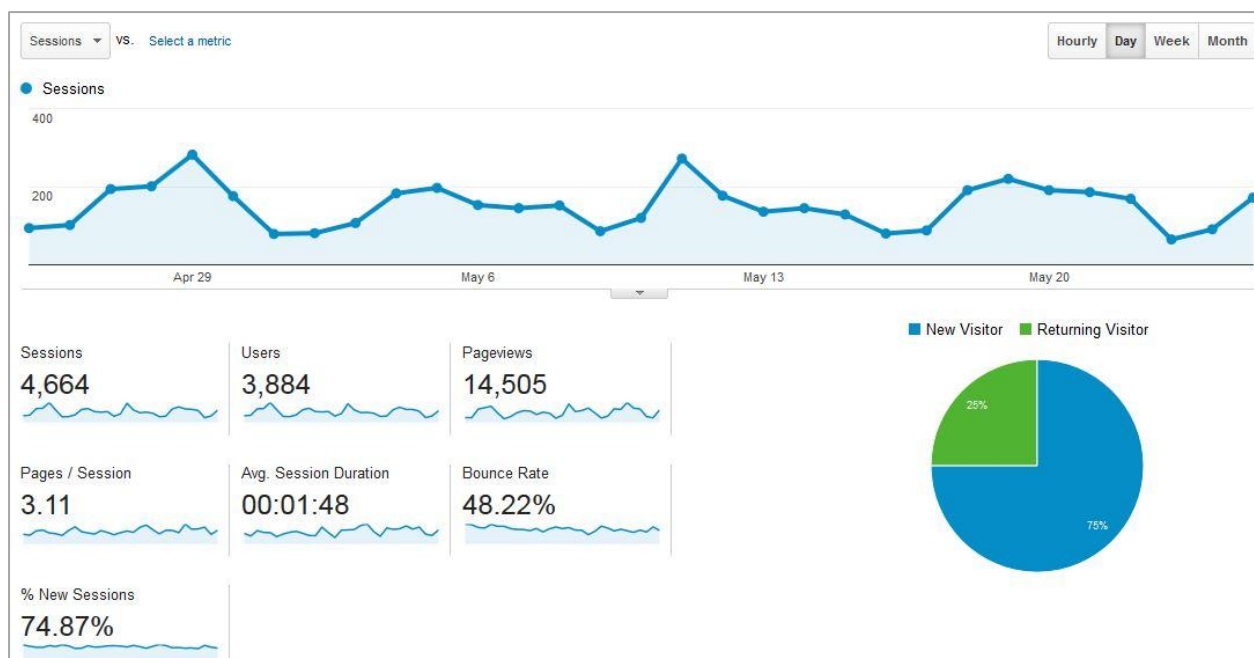 Sessions vs. Select a metric Hourly Day Week Month
Sessions
400
200
Apr 29 May 6 May 13 May 20
New Visitor Returning Visitor
Sessions Users Pageviews
4,664 3,884 14,505
25%
Pages / Session Avg. Session Duration Bounce Rate
3.11 00:01:48 48.22%
75%
% New Sessions
74.87%